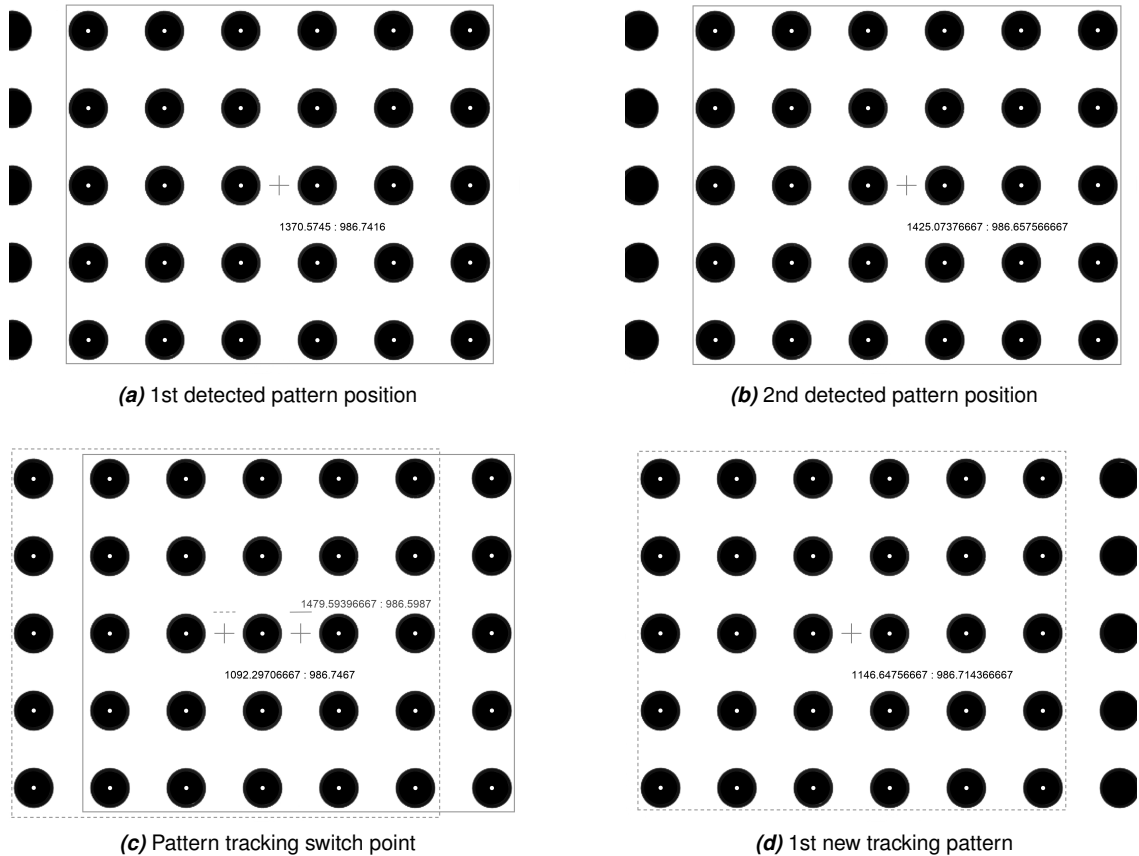 1370.5745 : 986.7416
1425.07376667 : 986.657566667
(a) 1st detected pattern position
(b) 2nd detected pattern position
1479.59396667 : 986.5987
1092.29706667 : 986.7467
1146.64756667 : 986.714366667
(c) Pattern tracking switch point
(d) 1st new tracking pattern